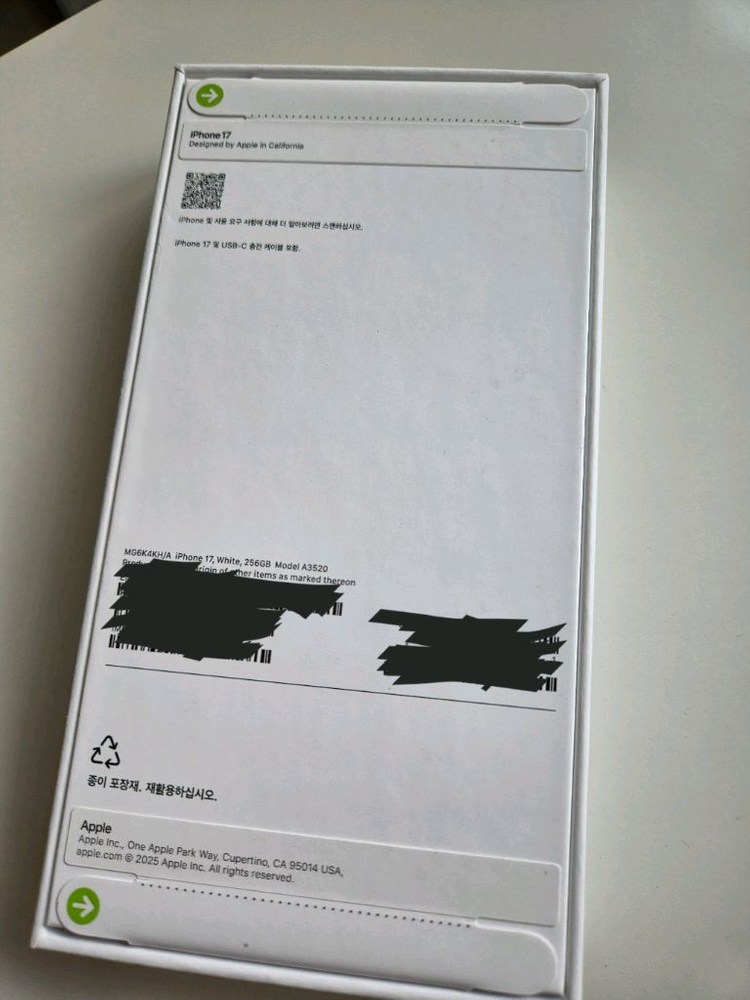 iPhone 17
Designed by Apple in California
iPhone 및 사용 요구 사항에 대해 더 알아보려면 스캔하십시오.
iPhone 17 및 USB-C 충전 케이블 포함.
MG6K4KH/A iPhone 17, White, 256GB Model A3520
of other items as marked thereon
종이 포장재. 재활용하십시오.
Apple
Apple Inc., One Apple Park Way, Cupertino, CA 95014 USA,
apple.com © 2025 Apple Inc. All rights reserved.